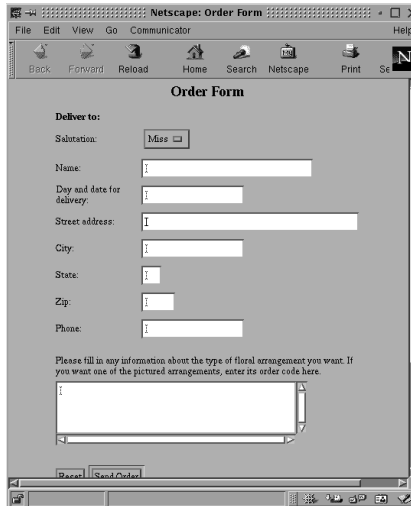 Netscape: Order Form
File Edit View Go Communicator Help
Back Forward Reload Home Search Netscape Print Se
Order Form
Deliver to:
Salutation: Miss
Name:
Day and date for
delivery:
Street address:
City:
State:
Zip:
Phone:
Please fill in any information about the type of floral arrangement you want. If
you want one of the pictured arrangements, enter its order code here.
Reset Send Order